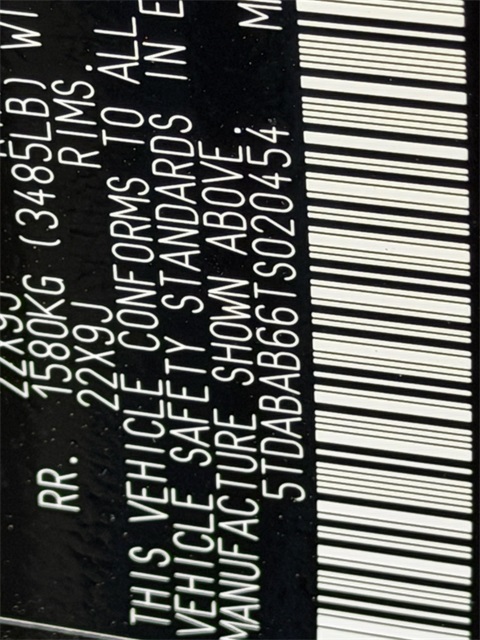 22X9J
1580KG (3485LB) WI
RR. RIMS
22X9J
THIS VEHICLE CONFORMS TO ALL
VEHICLE SAFETY STANDARDS IN E
MANUFACTURE SHOWN ABOVE.
5TDABAB66TS020454